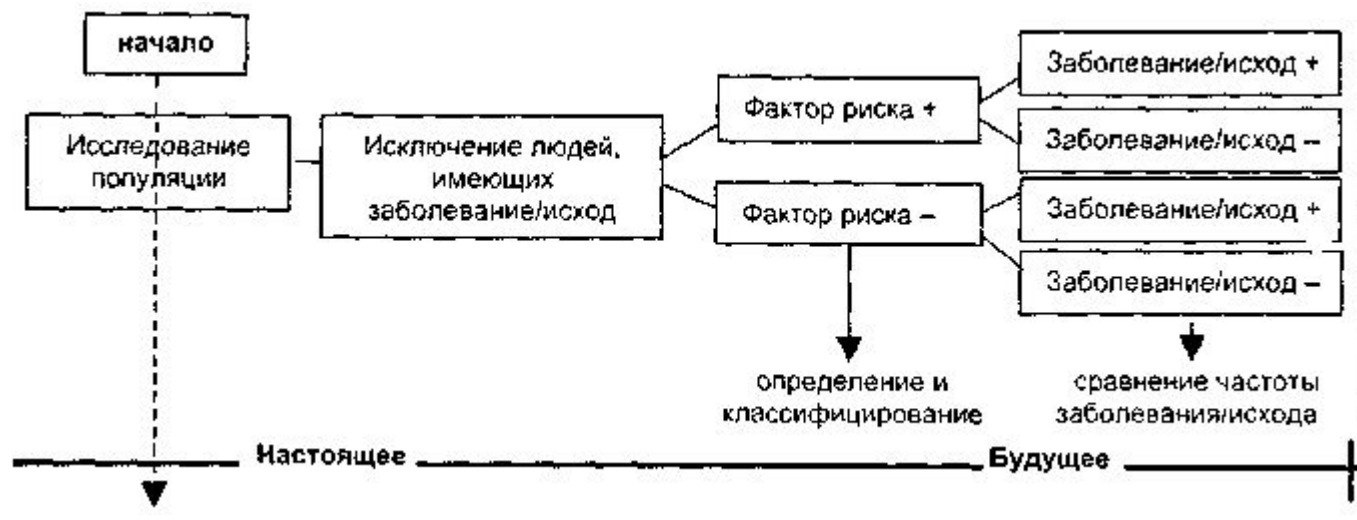 начало
Исследование
популяции
Исключение людей,
имеющих
заболевание/исход
Фактор риска +
Фактор риска –
Заболевание/исход +
Заболевание/исход –
Заболевание/исход +
Заболевание/исход –
определение и
классифицирование
сравнение частоты
заболевания/исхода
Настоящее
Будущее